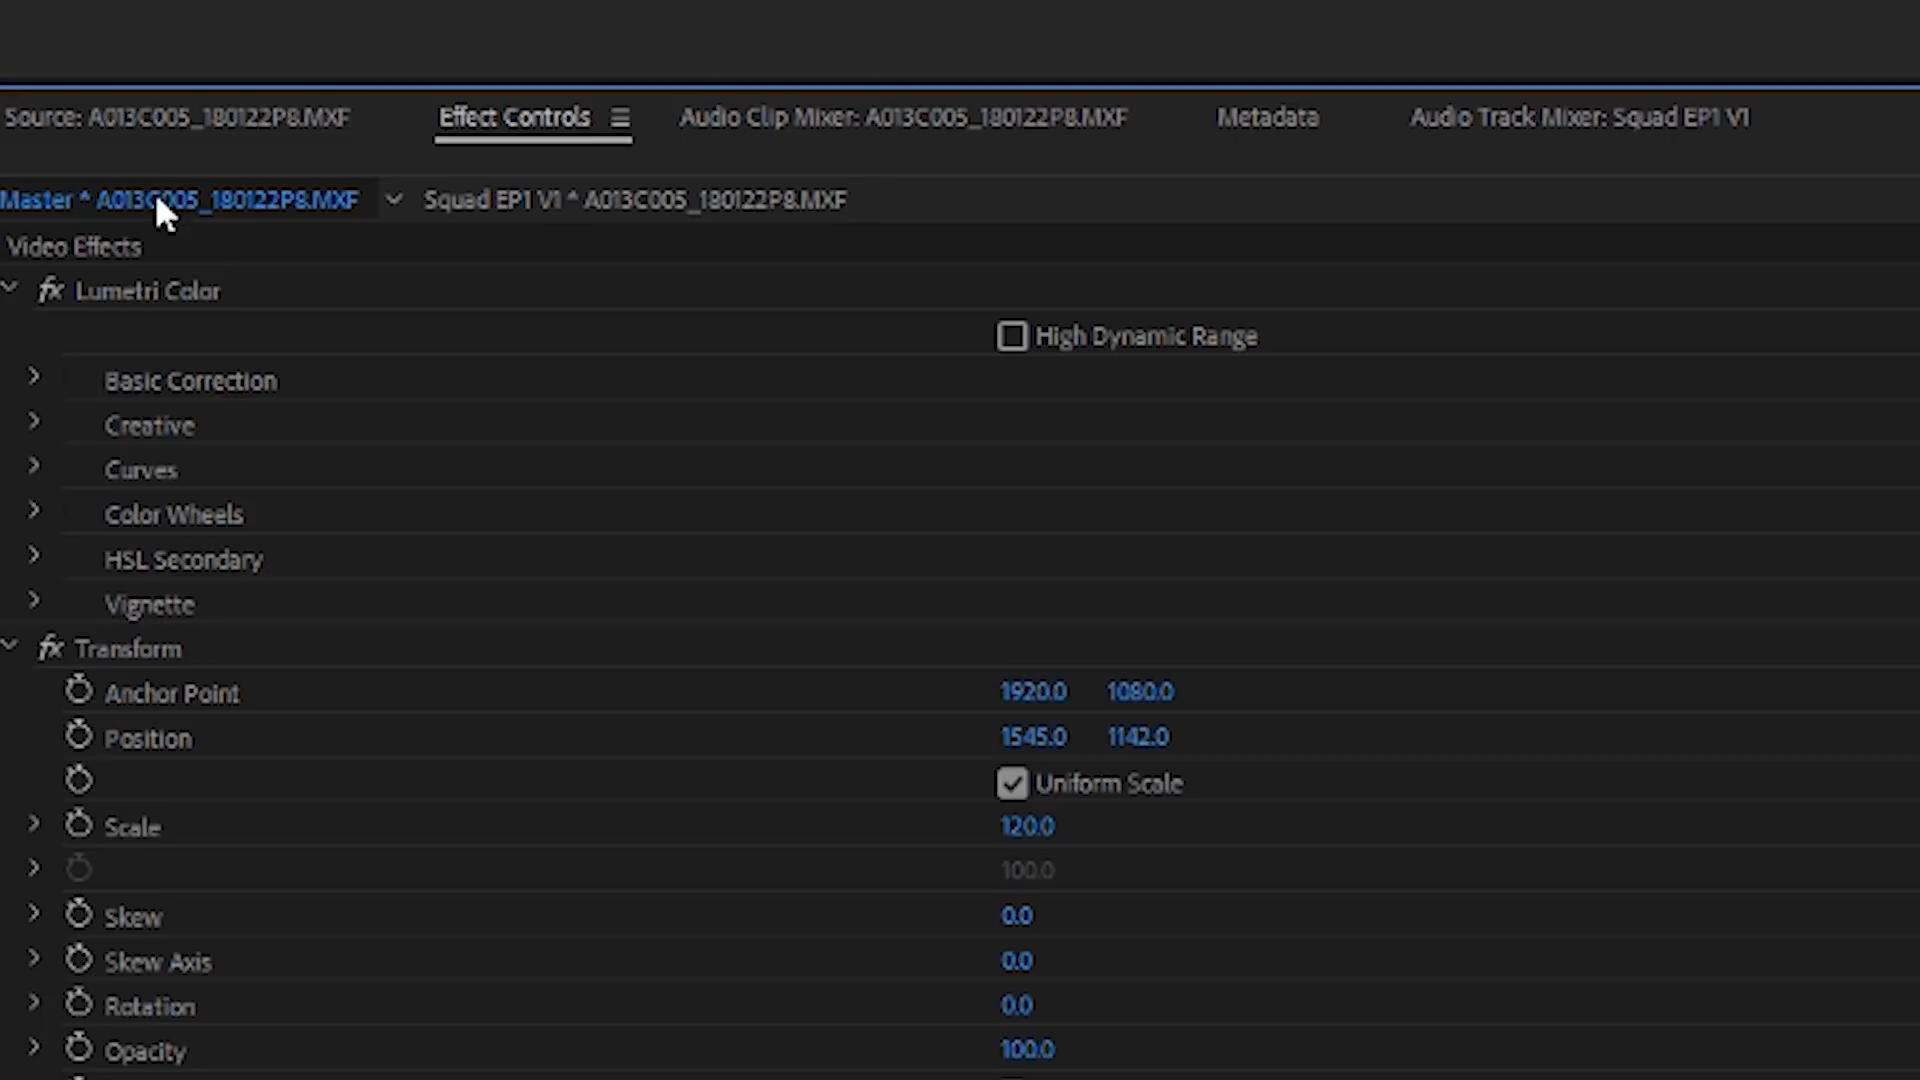 Source: A013C005_180122P8.MXF Effect Controls Audio Clip Mixer: A013C005_180122P8.MXF Metadata Audio Track Mixer: Squad EP1 V1
Master * A013C005_180122P8.MXF Squad EP1 V1 * A013C005_180122P8.MXF
Video Effects
fx Lumetri Color
High Dynamic Range
Basic Correction
Creative
Curves
Color Wheels
HSL Secondary
Vignette
fx Transform
Anchor Point 1920.0 1080.0
Position 1545.0 1142.0
Uniform Scale
Scale 120.0
100.0
Skew 0.0
Skew Axis 0.0
Rotation 0.0
Opacity 100.0